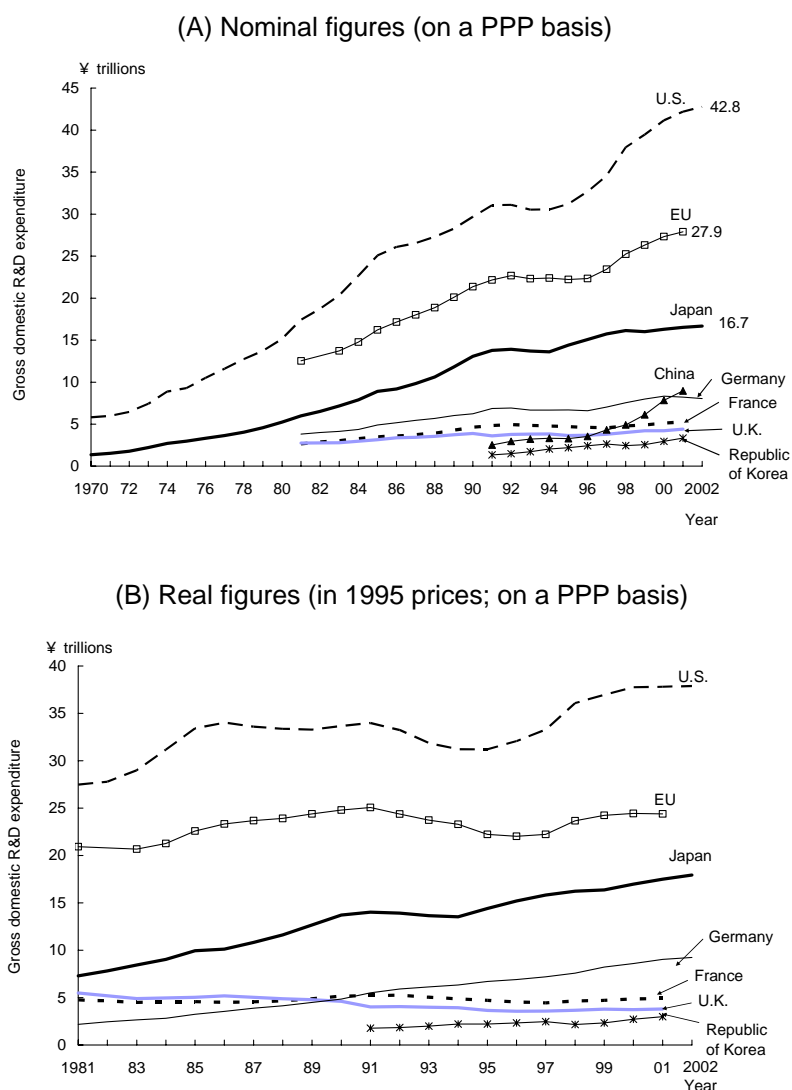 (A) Nominal figures (on a PPP basis)
¥ trillions
Gross domestic R&D expenditure
45
40
35
30
25
20
15
10
5
0
U.S.
42.8
EU
27.9
Japan
16.7
China
Germany
France
U.K.
Republic
of Korea
1970 72 74 76 78 80 82 84 86 88 90 92 94 96 98 00 2002
Year
(B) Real figures (in 1995 prices; on a PPP basis)
¥ trillions
Gross domestic R&D expenditure
40
35
30
25
20
15
10
5
0
U.S.
EU
Japan
Germany
France
U.K.
Republic
of Korea
1981 83 85 87 89 91 93 95 97 99 01 2002
Year